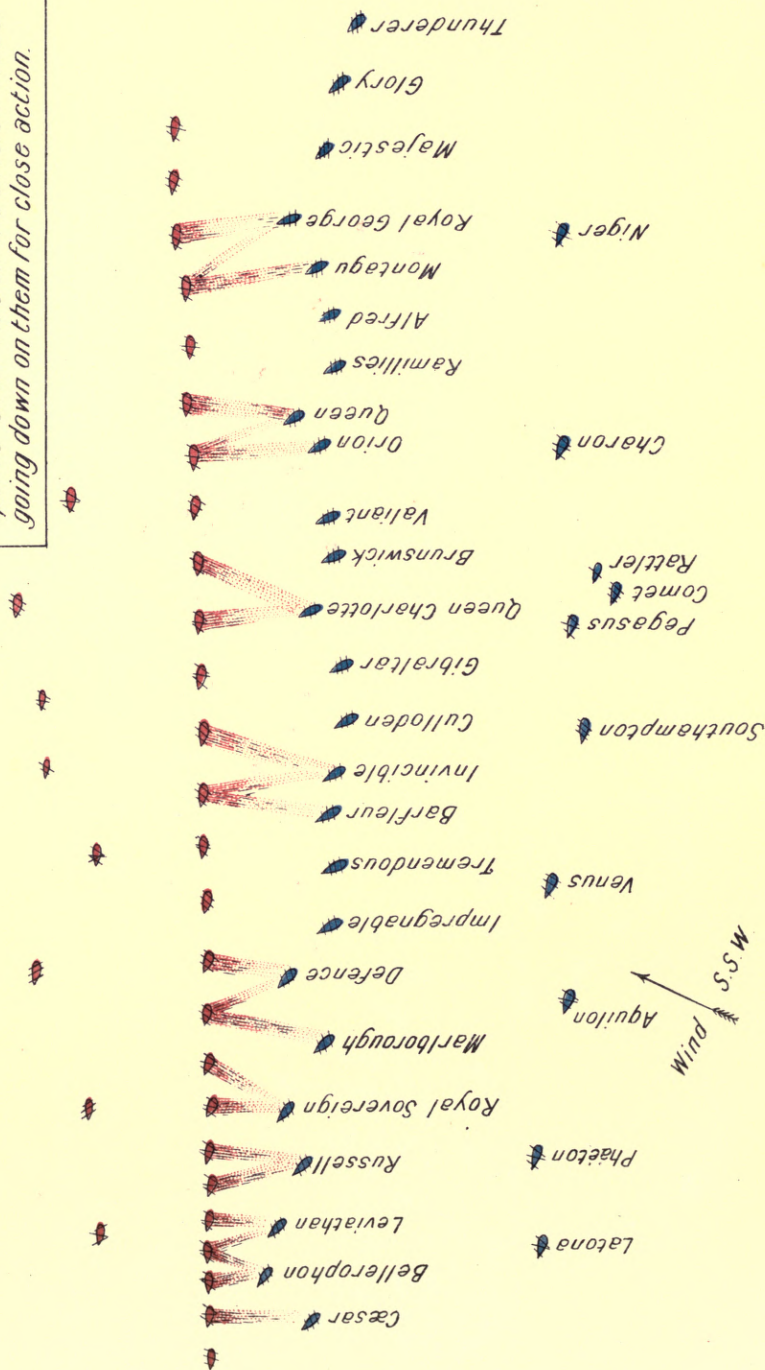 going down on them for close action.
Thunderer
Glory
Majestic
Royal George
Niger
Montagu
Alfred
Ramillies
Queen
Orion
Charon
Valiant
Brunswick
Rattler
Comet
Queen Charlotte
Pegasus
Gibraltar
Culloden
Southampton
Invincible
Barfleur
Tremendous
Venus
Impregnable
Defence
Aquilon
Wind
S.S.W
Marlborough
Royal Sovereign
Russell
Phaëton
Leviathan
Latona
Bellerophon
Cæsar